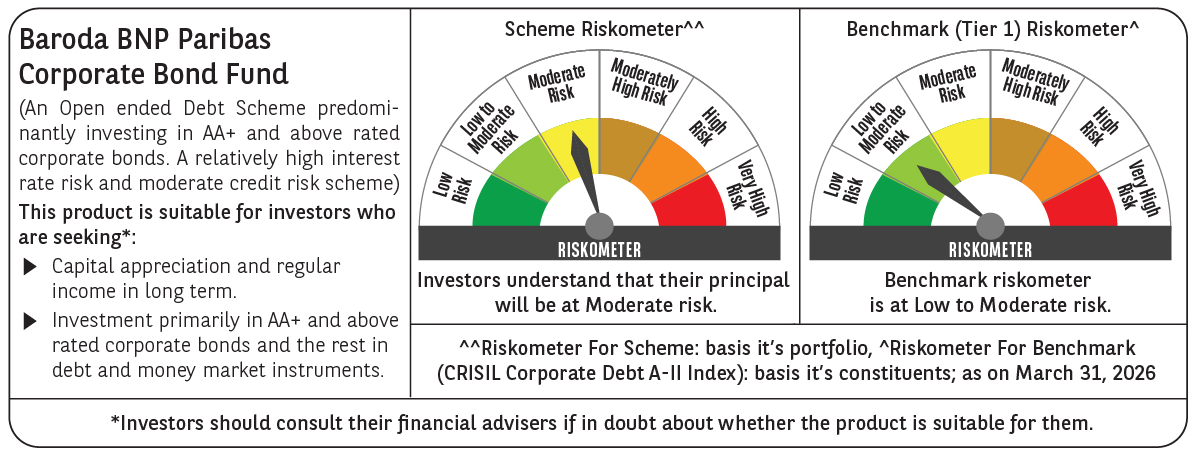 Baroda BNP Paribas
Corporate Bond Fund
(An Open ended Debt Scheme predomi-
nantly investing in AA+ and above rated
corporate bonds. A relatively high interest
rate risk and moderate credit risk scheme)
This product is suitable for investors who
are seeking*:
▶ Capital appreciation and regular
income in long term.
▶ Investment primarily in AA+ and above
rated corporate bonds and the rest in
debt and money market instruments.
Scheme Riskometer^^
Low
Risk
Low to
Moderate
Risk
Moderate
Risk
Moderately
High Risk
High
Risk
Very High
Risk
RISKOMETER
Investors understand that their principal
will be at Moderate risk.
Benchmark (Tier 1) Riskometer^
Low
Risk
Low to
Moderate
Risk
Moderate
Risk
Moderately
High Risk
High
Risk
Very High
Risk
RISKOMETER
Benchmark riskometer
is at Low to Moderate risk.
^^Riskometer For Scheme: basis it’s portfolio, ^Riskometer For Benchmark
(CRISIL Corporate Debt A-II Index): basis it’s constituents; as on March 31, 2026
*Investors should consult their financial advisers if in doubt about whether the product is suitable for them.